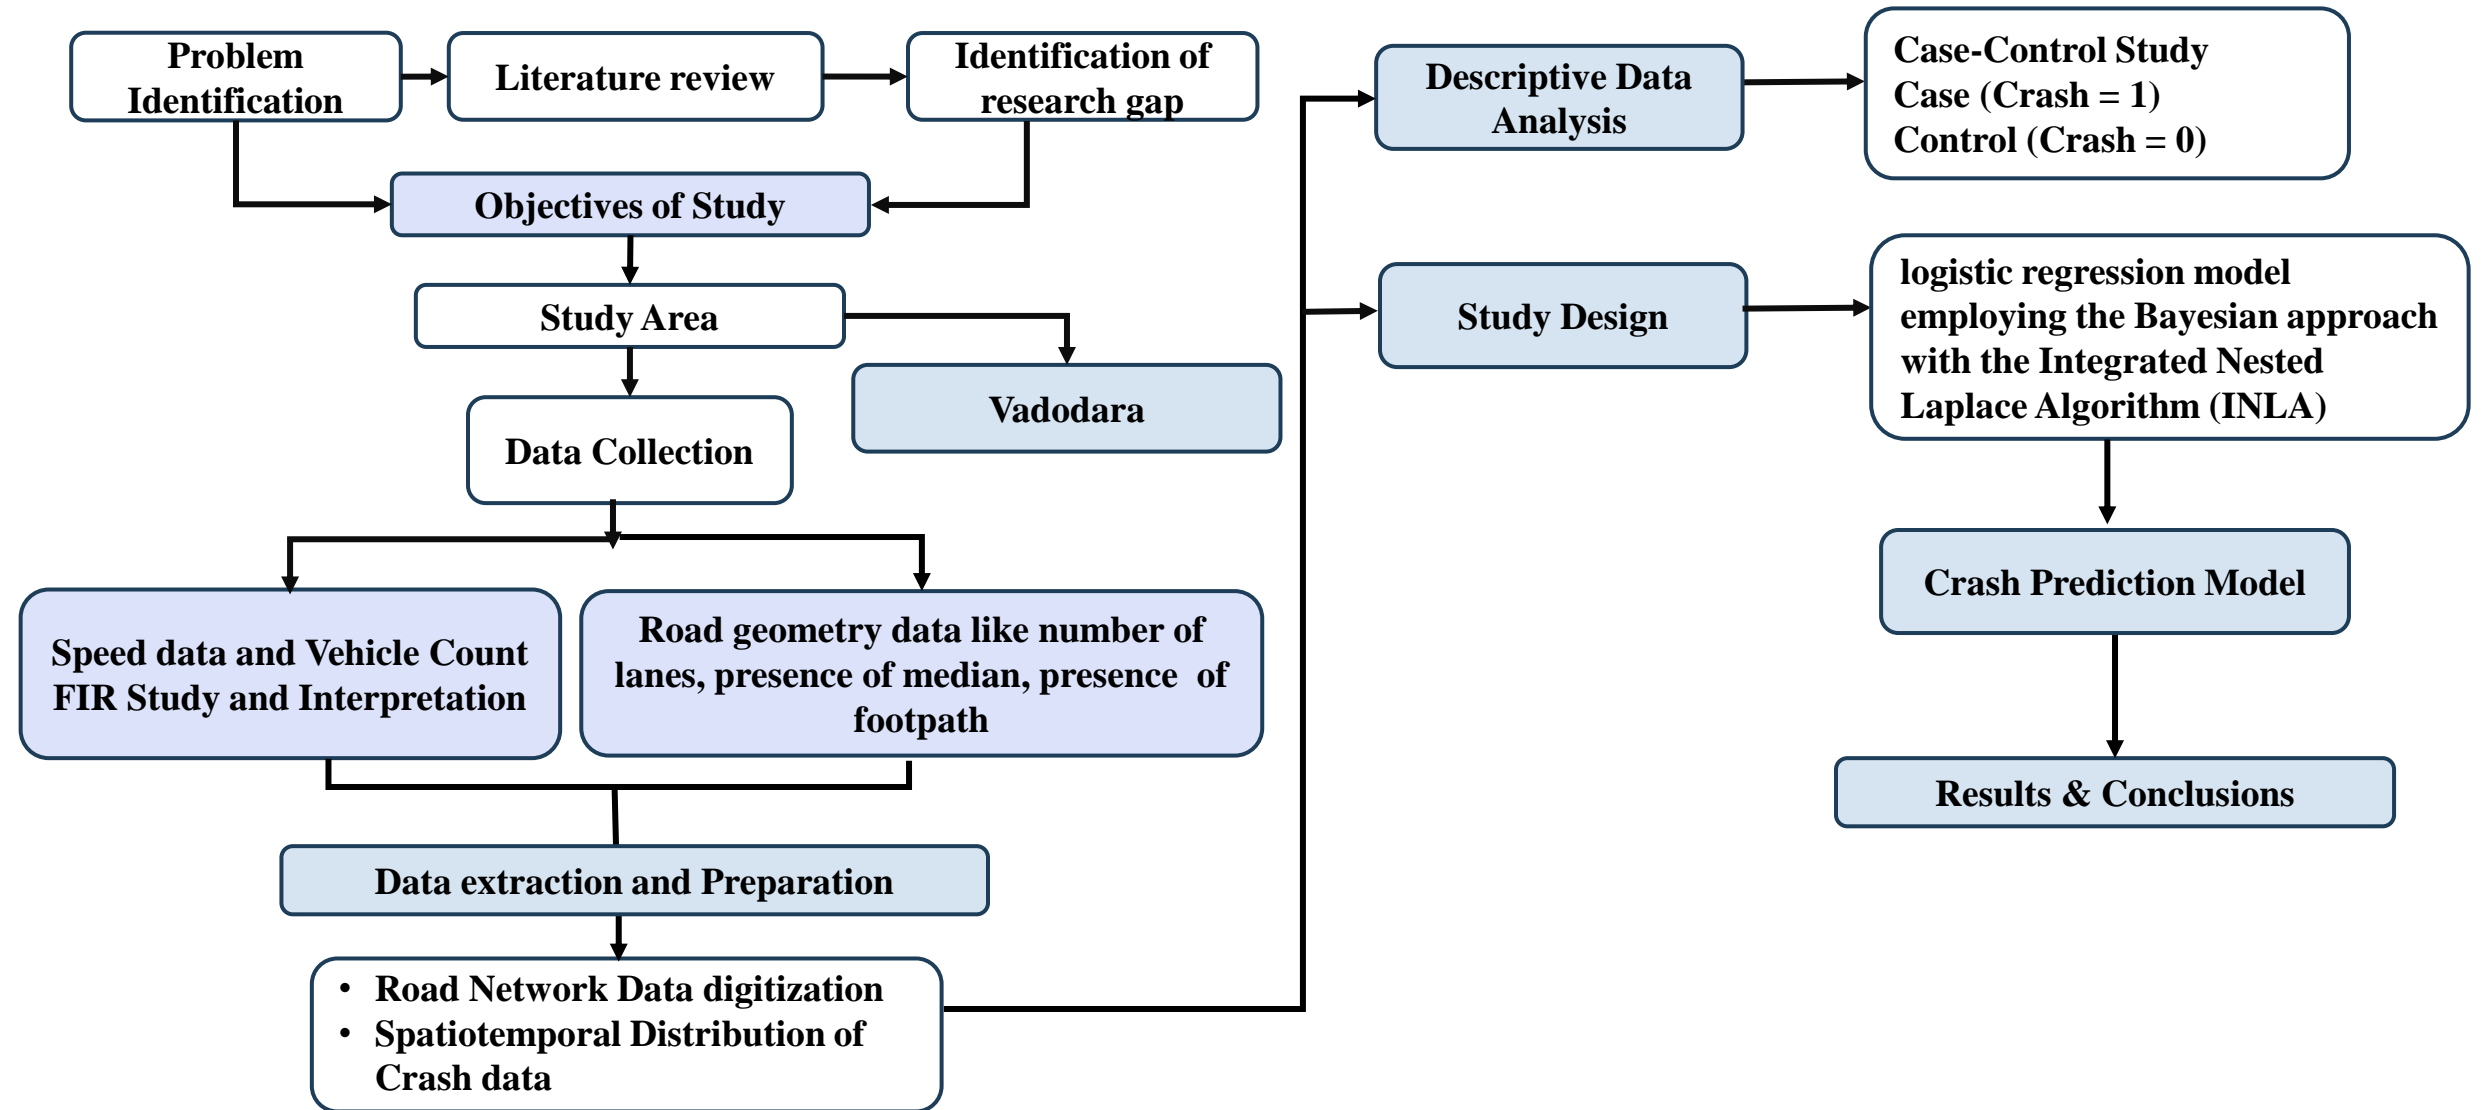 Problem
Identification
Literature review
Identification of
research gap
Objectives of Study
Study Area
Vadodara
Data Collection
Speed data and Vehicle Count
FIR Study and Interpretation
Road geometry data like number of
lanes, presence of median, presence of
footpath
Data extraction and Preparation
• Road Network Data digitization
• Spatiotemporal Distribution of
Crash data
Descriptive Data
Analysis
Case-Control Study
Case (Crash = 1)
Control (Crash = 0)
Study Design
logistic regression model
employing the Bayesian approach
with the Integrated Nested
Laplace Algorithm (INLA)
Crash Prediction Model
Results & Conclusions